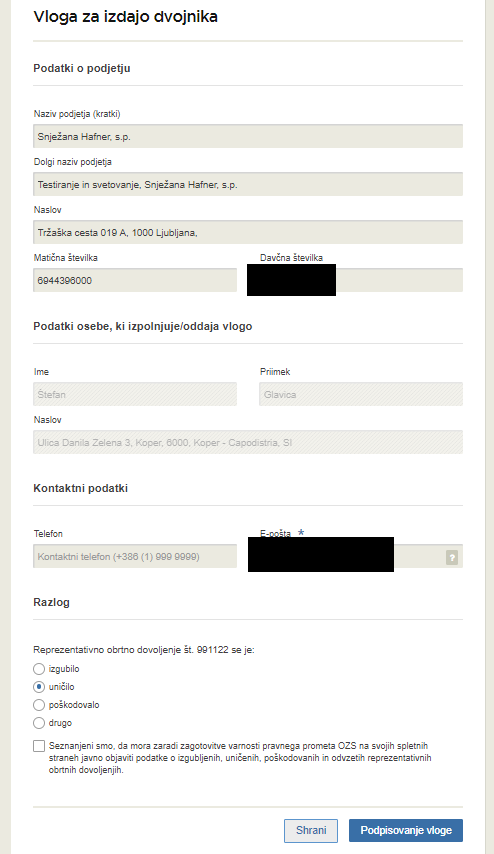 Vloga za izdajo dvojnika
Podatki o podjetju
Naziv podjetja (kratki)
Snježana Hafner, s.p.
Dolgi naziv podjetja
Testiranje in svetovanje, Snježana Hafner, s.p.
Naslov
Tržaška cesta 019 A, 1000 Ljubljana,
Matična številka
Davčna številka
6944396000
Podatki osebe, ki izpolnjuje/oddaja vlogo
Ime
Priimek
Štefan
Glavica
Naslov
Ulica Danila Zelena 3, Koper, 6000, Koper - Capodistria, SI
Kontaktni podatki
Telefon
E-pošta *
Kontaktni telefon (+386 (1) 999 9999)
?
Razlog
Reprezentativno obrtno dovoljenje št. 991122 se je:
izgubilo
uničilo
poškodovalo
drugo
Seznanjeni smo, da mora zaradi zagotovitve varnosti pravnega prometa OZS na svojih spletnih
straneh javno objaviti podatke o izgubljenih, uničenih, poškodovanih in odvzetih reprezentativnih
obrtnih dovoljenjih.
Shrani
Podpisovanje vloge